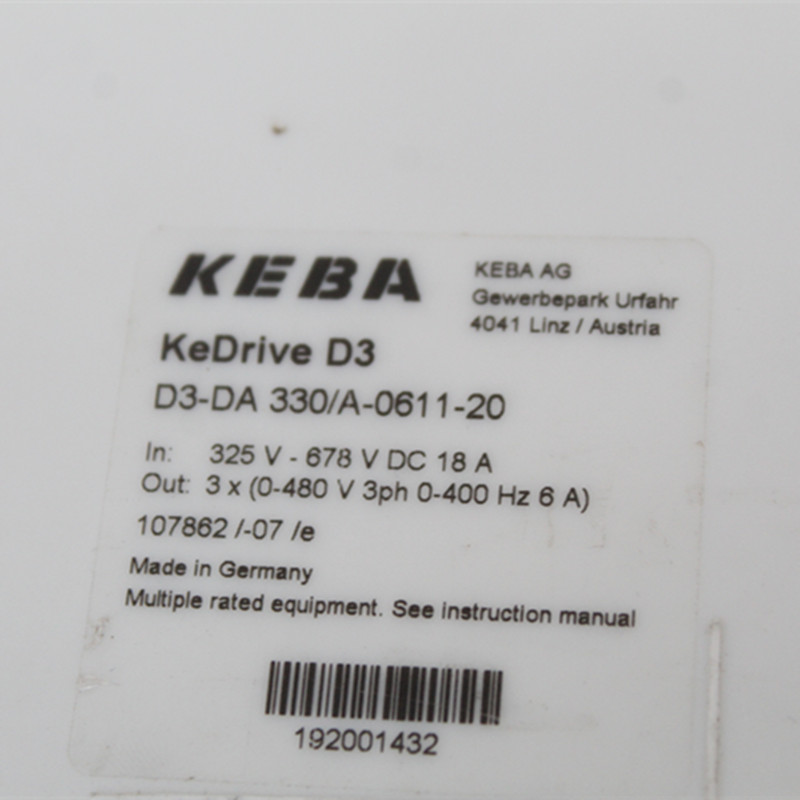 KEBA
KEBA AG
Gewerbepark Urfahr
4041 Linz / Austria
KeDrive D3
D3-DA 330/A-0611-20
In: 325 V - 678 V DC 18 A
Out: 3 x (0-480 V 3ph 0-400 Hz 6 A)
107862 /-07 /e
Made in Germany
Multiple rated equipment. See instruction manual
192001432